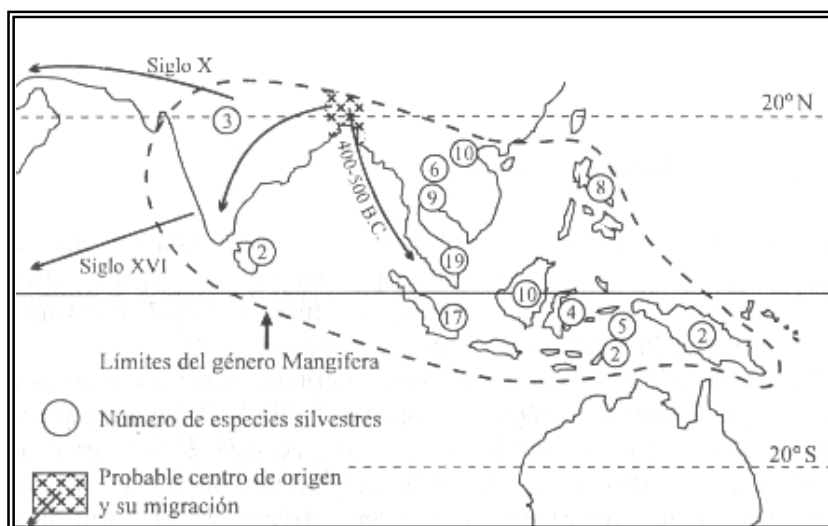 Siglo X
20° N
3
10
6
9
8
400-500 B.C.
2
19
Siglo XVI
10
4
17
5
2
2
Límites del género Mangifera
Número de especies silvestres
20° S
Probable centro de origen
y su migración